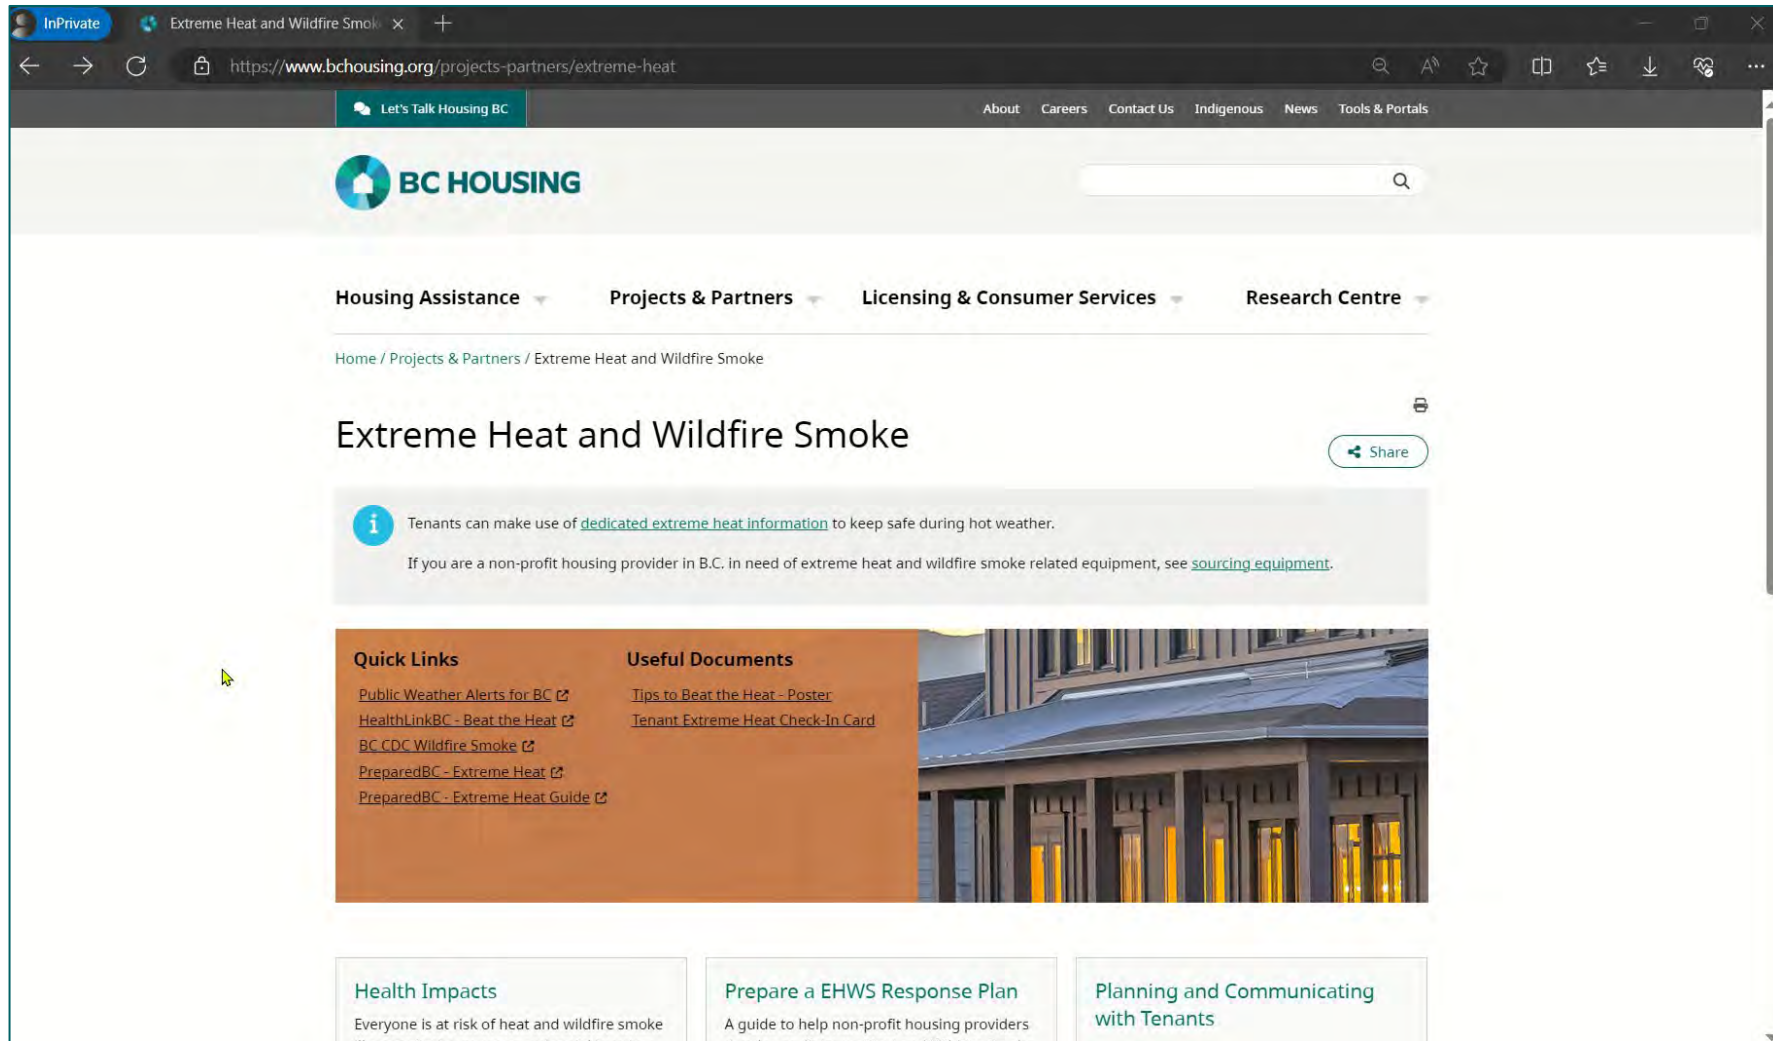 InPrivate
Extreme Heat and Wildfire Smok
https://www.bchousing.org/projects-partners/extreme-heat
Let's Talk Housing BC
About Careers Contact Us Indigenous News Tools & Portals
BC HOUSING
Housing Assistance Projects & Partners Licensing & Consumer Services Research Centre
Home / Projects & Partners / Extreme Heat and Wildfire Smoke
Extreme Heat and Wildfire Smoke
Share
Tenants can make use of dedicated extreme heat information to keep safe during hot weather.
If you are a non-profit housing provider in B.C. in need of extreme heat and wildfire smoke related equipment, see sourcing equipment.
Quick Links
Public Weather Alerts for BC
HealthLinkBC - Beat the Heat
BC CDC Wildfire Smoke
PreparedBC - Extreme Heat
PreparedBC - Extreme Heat Guide
Useful Documents
Tips to Beat the Heat - Poster
Tenant Extreme Heat Check-In Card
Health Impacts
Everyone is at risk of heat and wildfire smoke
Prepare a EHWS Response Plan
A guide to help non-profit housing providers
Planning and Communicating
with Tenants